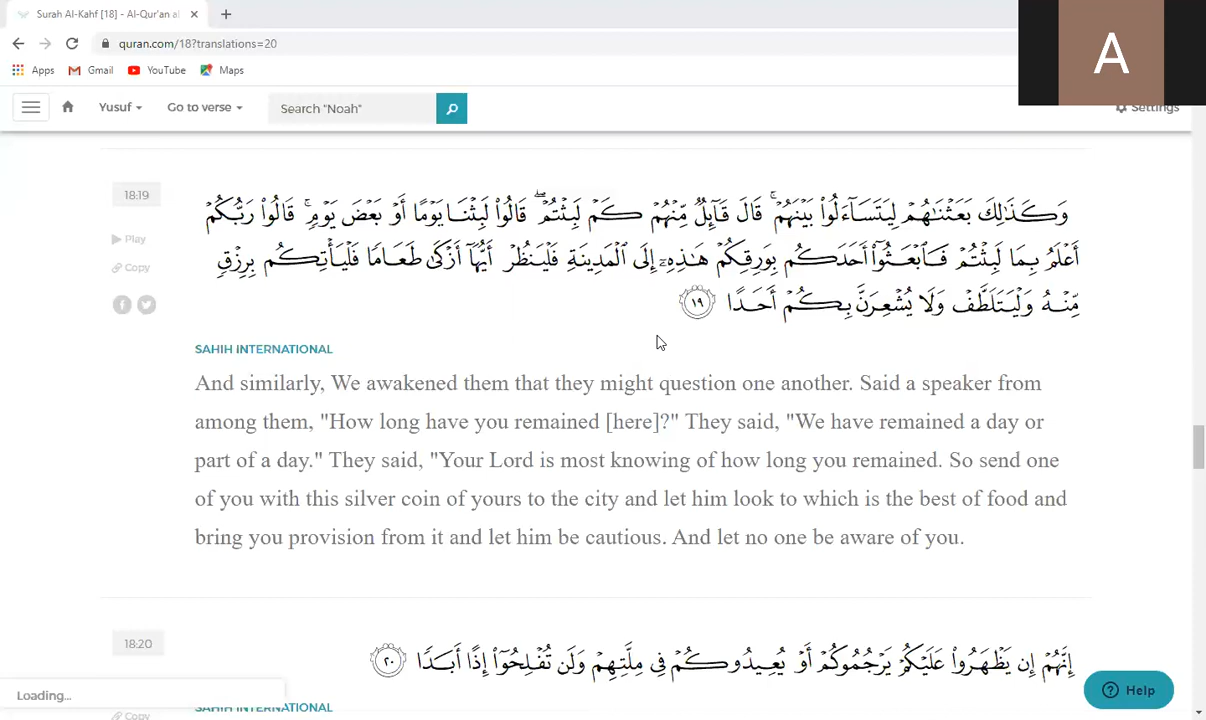 Surah Al-Kahf [18] - Al-Qur'an al
quran.com/18?translations=20
Apps Gmail YouTube Maps
A
Yusuf Go to verse Search "Noah" Settings
18:19
وَكَذَٰلِكَ بَعَثْنَـٰهُمْ لِيَتَسَآءَلُوا۟ بَيْنَهُمْ ۚ قَالَ قَآئِلٌ مِّنْهُمْ كَمْ لَبِثْتُمْ ۖ قَالُوا۟ لَبِثْنَا يَوْمًا أَوْ بَعْضَ يَوْمٍ ۚ قَالُوا۟ رَبُّكُمْ
Play
أَعْلَمُ بِمَا لَبِثْتُمْ فَٱبْعَثُوٓا۟ أَحَدَكُم بِوَرِقِكُمْ هَـٰذِهِۦٓ إِلَى ٱلْمَدِينَةِ فَلْيَنظُرْ أَيُّهَآ أَزْكَىٰ طَعَامًا فَلْيَأْتِكُم بِرِزْقٍ
Copy
مِّنْهُ وَلْيَتَلَطَّفْ وَلَا يُشْعِرَنَّ بِكُمْ أَحَدًا ١٩
SAHIH INTERNATIONAL
And similarly, We awakened them that they might question one another. Said a speaker from
among them, "How long have you remained [here]?" They said, "We have remained a day or
part of a day." They said, "Your Lord is most knowing of how long you remained. So send one
of you with this silver coin of yours to the city and let him look to which is the best of food and
bring you provision from it and let him be cautious. And let no one be aware of you.
18:20
إِنَّهُمْ إِن يَظْهَرُوا۟ عَلَيْكُمْ يَرْجُمُوكُمْ أَوْ يُعِيدُوكُمْ فِى مِلَّتِهِمْ وَلَن تُفْلِحُوٓا۟ إِذًا أَبَدًا ٢٠
Help
Loading...
SAHIH INTERNATIONAL
Copy